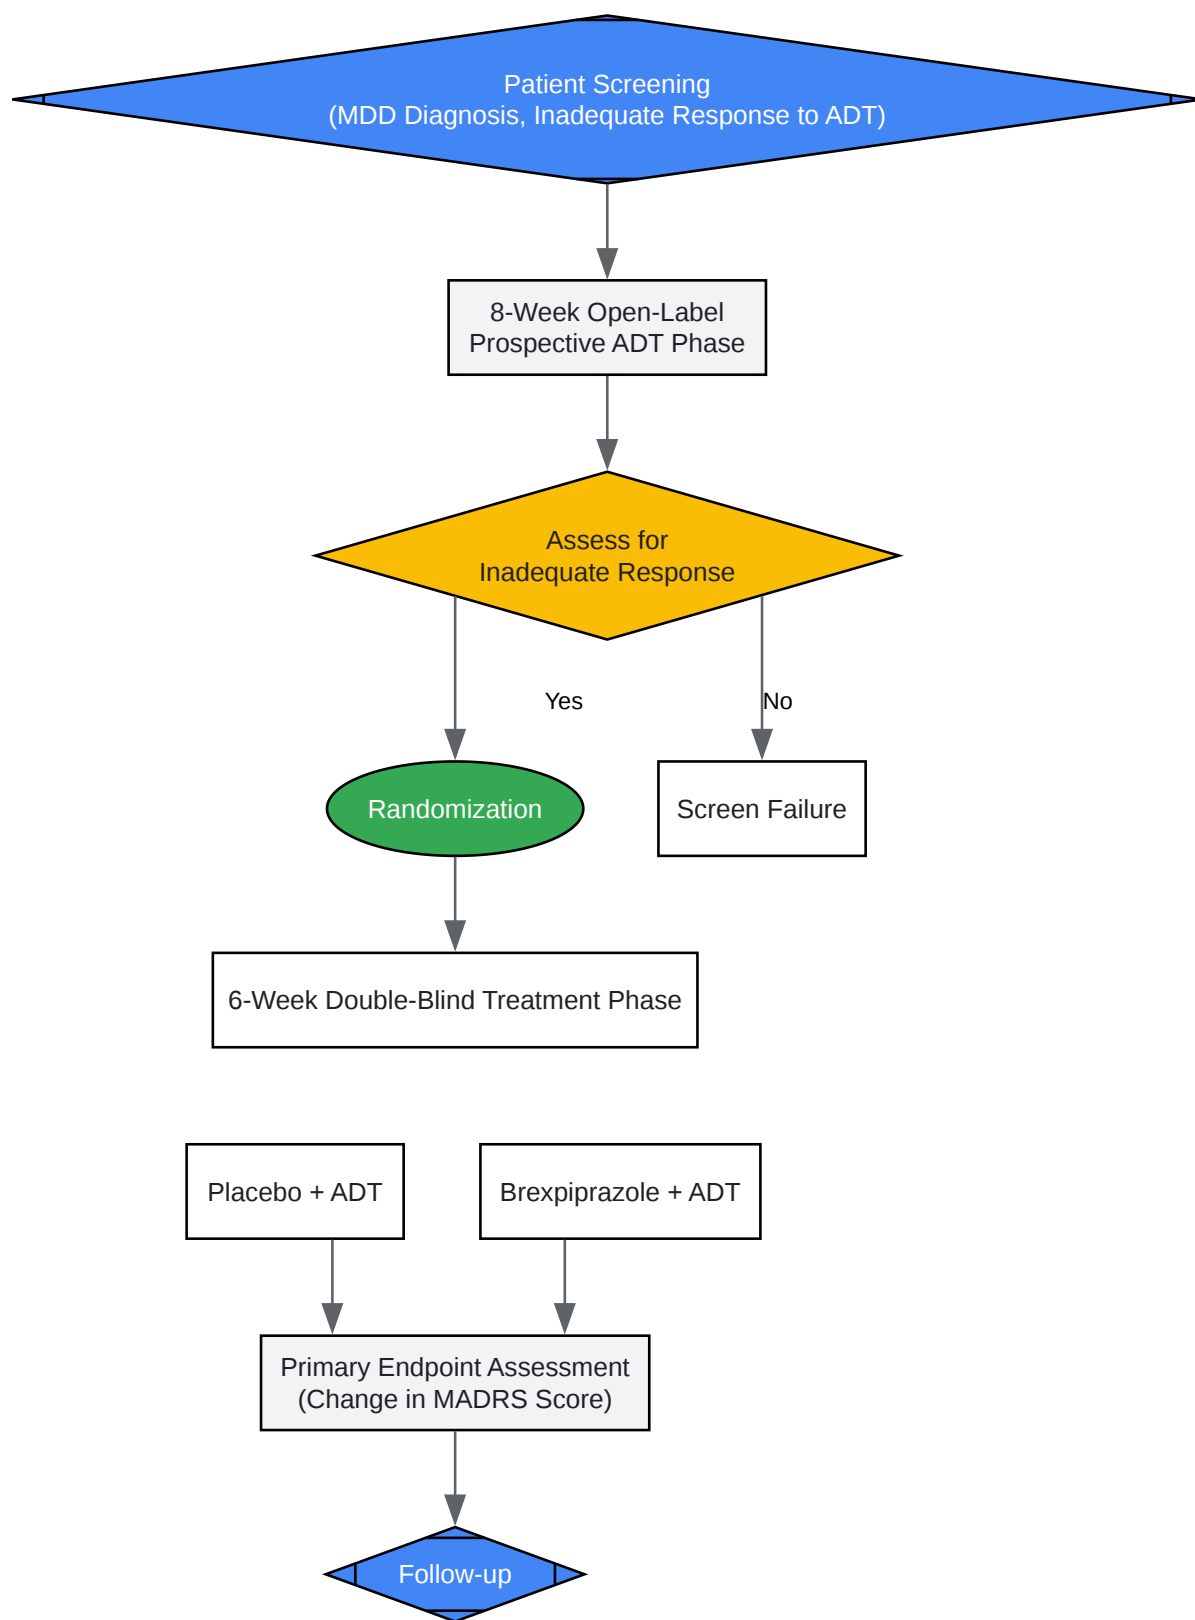 Patient Screening
(MDD Diagnosis, Inadequate Response to ADT)
8-Week Open-Label
Prospective ADT Phase
Assess for
Inadequate Response
Yes
No
Randomization
Screen Failure
6-Week Double-Blind Treatment Phase
Placebo + ADT
Brexpiprazole + ADT
Primary Endpoint Assessment
(Change in MADRS Score)
Follow-up